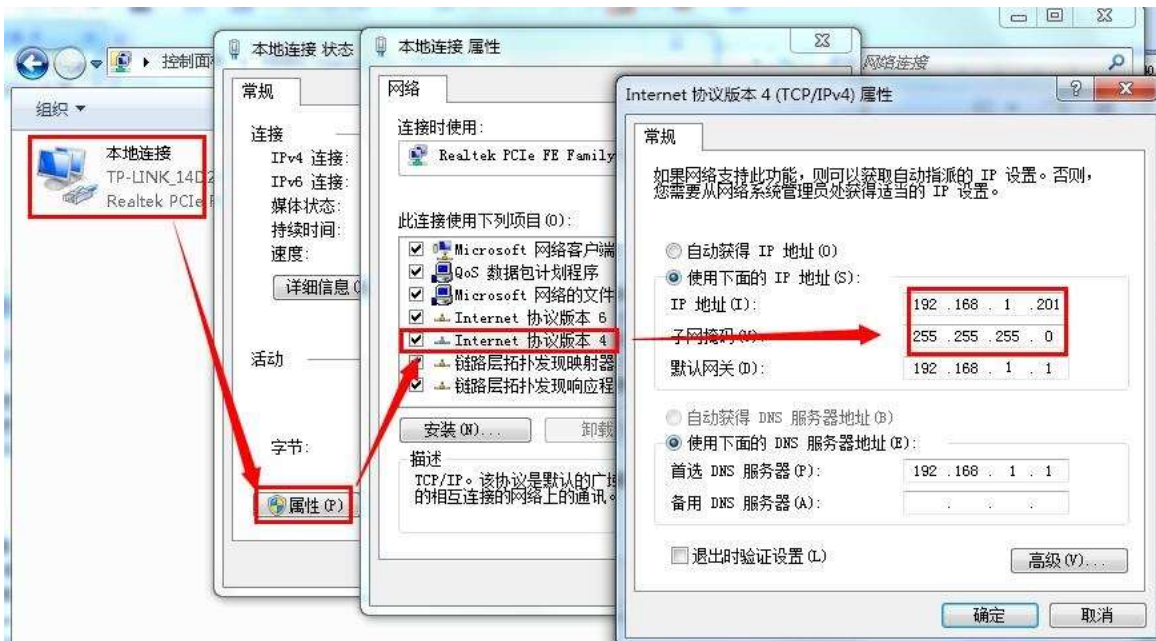 控制面
网络连接
组织
本地连接
TP-LINK_14D2
Realtek PCIe F
本地连接 状态
常规
连接
IPv4 连接:
IPv6 连接:
媒体状态:
持续时间:
速度:
详细信息
活动
字节:
属性(P)
本地连接 属性
网络
连接时使用:
Realtek PCIe FE Family
此连接使用下列项目(O):
Microsoft 网络客户端
QoS 数据包计划程序
Microsoft 网络的文件
Internet 协议版本 6
Internet 协议版本 4
链路层拓扑发现映射器
链路层拓扑发现响应程
安装(N)...
卸载
描述
TCP/IP。该协议是默认的广域
的相互连接的网络上的通讯。
Internet 协议版本 4 (TCP/IPv4) 属性
常规
如果网络支持此功能，则可以获取自动指派的 IP 设置。否则，
您需要从网络系统管理员处获得适当的 IP 设置。
自动获得 IP 地址(O)
使用下面的 IP 地址(S):
IP 地址(I): 192 .168 . 1 .201
子网掩码(U): 255 .255 .255 . 0
默认网关(D): 192 .168 . 1 . 1
自动获得 DNS 服务器地址(B)
使用下面的 DNS 服务器地址(E):
首选 DNS 服务器(P): 192 .168 . 1 . 1
备用 DNS 服务器(A): . . .
退出时验证设置(L)
高级(V)...
确定
取消